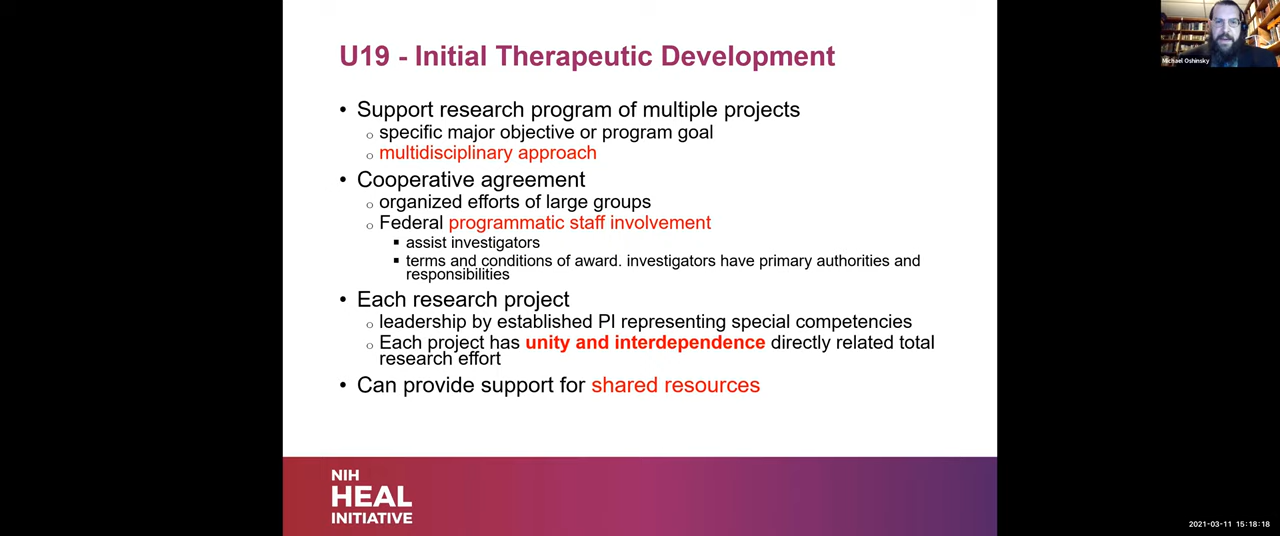 U19 - Initial Therapeutic Development
• Support research program of multiple projects
o specific major objective or program goal
o multidisciplinary approach
• Cooperative agreement
o organized efforts of large groups
o Federal programmatic staff involvement
▪ assist investigators
▪ terms and conditions of award. investigators have primary authorities and
responsibilities
• Each research project
o leadership by established PI representing special competencies
o Each project has unity and interdependence directly related total
research effort
• Can provide support for shared resources
NIH
HEAL
INITIATIVE
Michael Oshinsky
2021-03-11 15:18:18